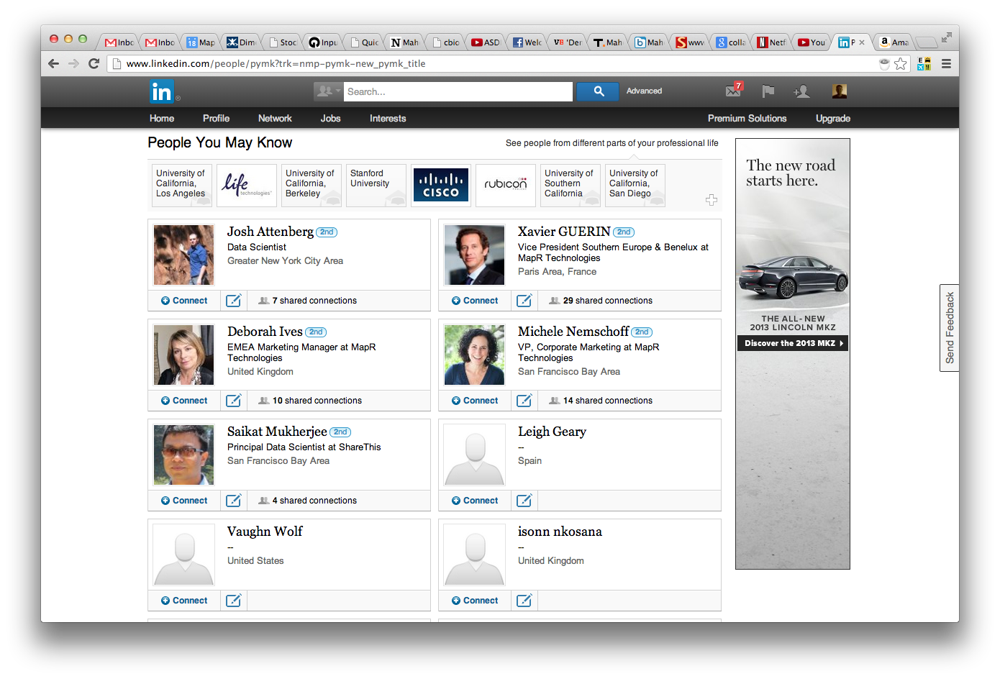 Inbo
Inbo
18 Map
Dim
Stoc
Inpu
Quic
N Mah
cbio
ASD
Welc
VB 'Der
T. Mah
b Mah
S www
8 colla
N Netf
You
in P
a Ama
www.linkedin.com/people/pymk?trk=nmp-pymk-new_pymk_title
E
in ®
Search...
Advanced
7
Home
Profile
Network
Jobs
Interests
Premium Solutions
Upgrade
People You May Know
See people from different parts of your professional life
University of
California,
Los Angeles
life
technologies™
University of
California,
Berkeley
Stanford
University
CISCO
rubicon
University of
Southern
California
University of
California,
San Diego
Josh Attenberg 2nd
Data Scientist
Greater New York City Area
Connect
7 shared connections
Xavier GUERIN 2nd
Vice President Southern Europe & Benelux at
MapR Technologies
Paris Area, France
Connect
29 shared connections
Deborah Ives 2nd
EMEA Marketing Manager at MapR
Technologies
United Kingdom
Connect
10 shared connections
Michele Nemschoff 2nd
VP, Corporate Marketing at MapR
Technologies
San Francisco Bay Area
Connect
14 shared connections
Saikat Mukherjee 2nd
Principal Data Scientist at ShareThis
San Francisco Bay Area
Connect
4 shared connections
Leigh Geary
--
Spain
Connect
Vaughn Wolf
--
United States
Connect
isonn nkosana
--
United Kingdom
Connect
The new road
starts here.
THE ALL-NEW
2013 LINCOLN MKZ
Discover the 2013 MKZ
Send Feedback